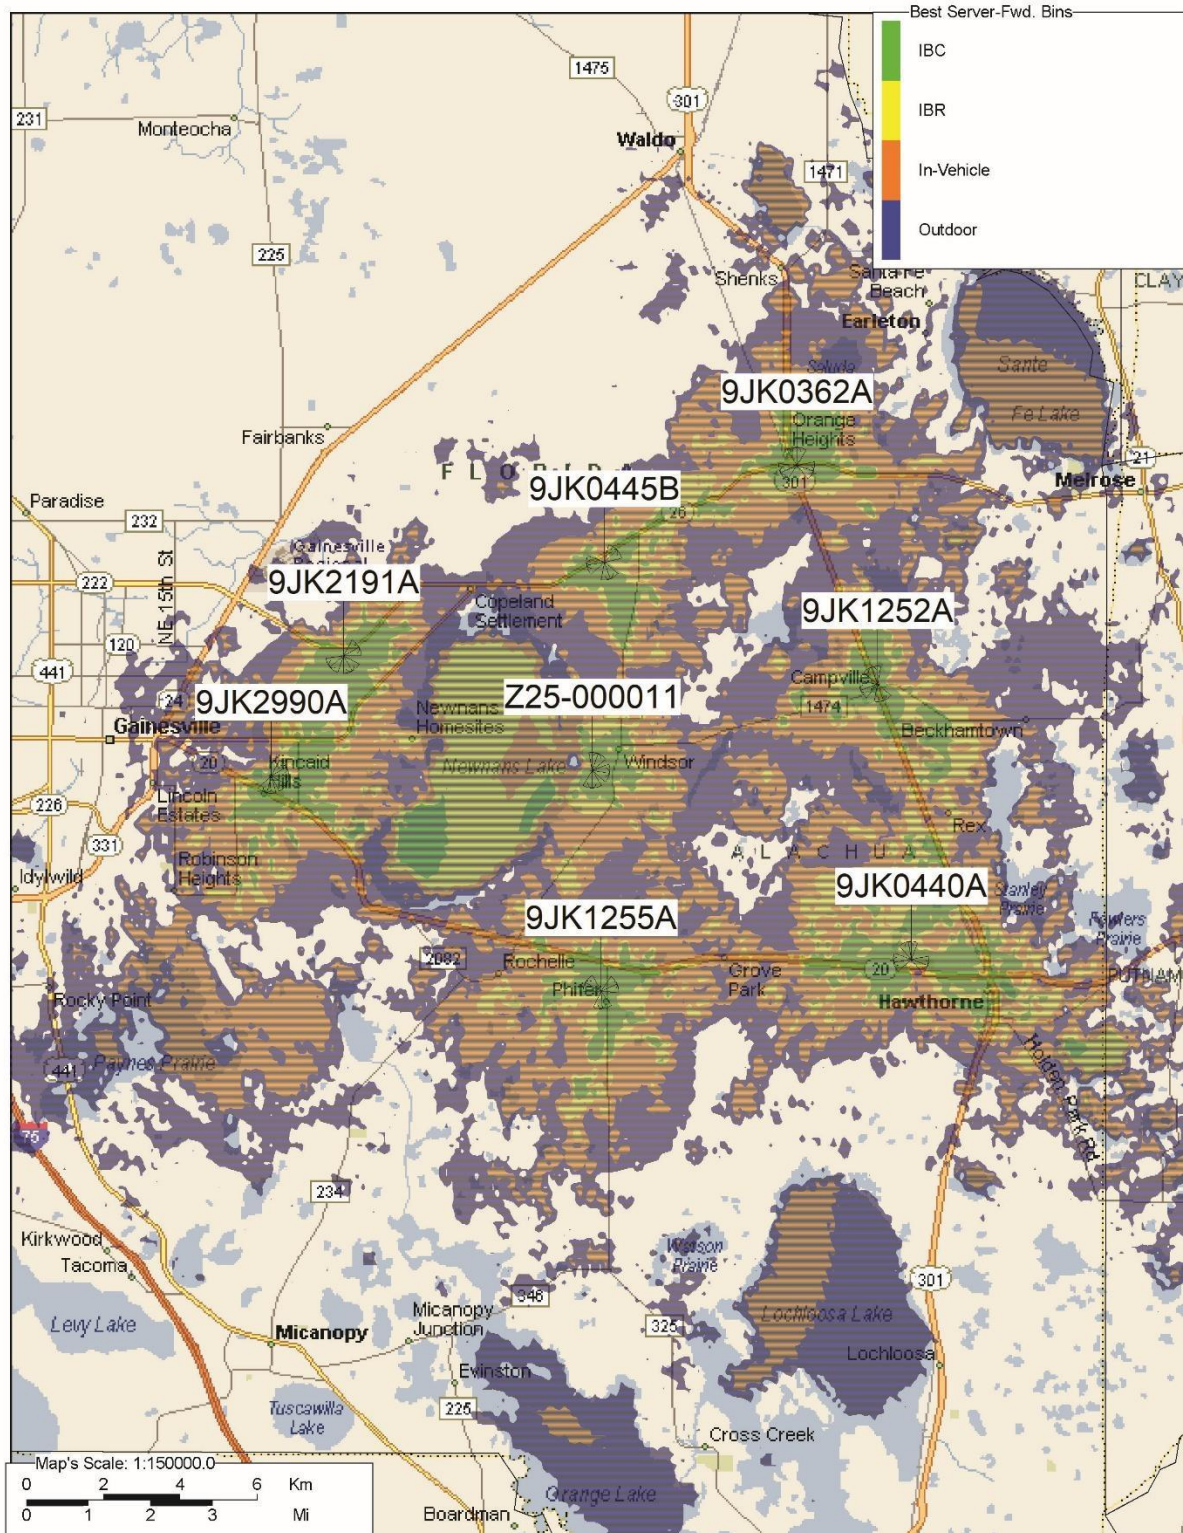 Best Server-Fwd. Bins
IBC
IBR
In-Vehicle
Outdoor
1475
301
231
Monteocha
Waldo
1471
225
Shenks
Santa Fe
Beach
CLAY
Earleton
Sante
Fe Lake
Saluda
9JK0362A
Orange
Heights
Fairbanks
FLORIDA
301
21
Melrose
9JK0445B
26
Paradise
232
NE 15th St
Gainesville
Regional
222
9JK2191A
Copeland
Settlement
9JK1252A
120
441
24
9JK2990A
Z25-000011
Campville
1474
Newnans
Homesites
Beckhamtown
Gainesville
20
Kincaid
Hills
Newnans Lake
Windsor
226
Lincoln
Estates
Rex
331
ALACHUA
Idylwild
Robinson
Heights
9JK0440A
Stanley
Prairie
Fowlers
Prairie
9JK1255A
2082
Rochelle
Grove
Park
20
PUTNAM
Rocky Point
Phifer
Hawthorne
441
Paynes Prairie
Holden Park Rd
75
234
Kirkwood
Tacoma
Watson
Prairie
301
346
Levy Lake
Micanopy
Micanopy
Junction
325
Lochloosa Lake
Lochloosa
Evinston
225
Tuscawilla
Lake
Cross Creek
Map's Scale: 1:150000.0
0 2 4 6 Km
0 1 2 3 Mi
Orange Lake
Boardman